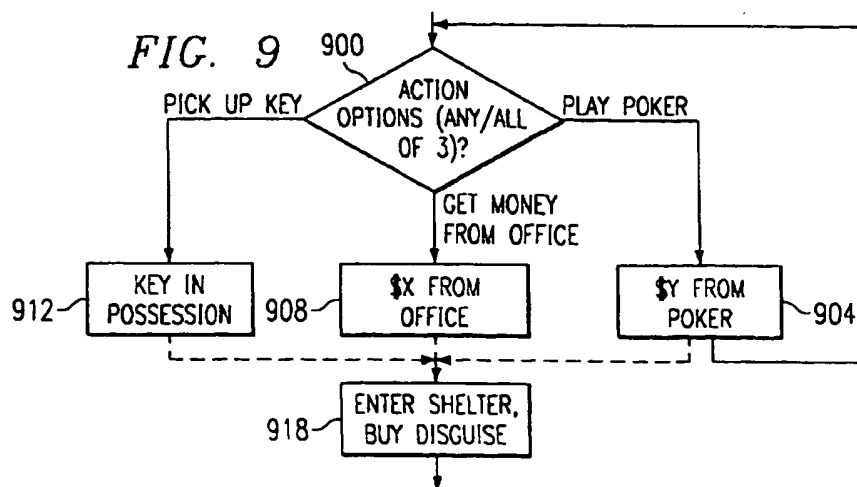 FIG. 9
900
ACTION
OPTIONS (ANY/ALL
OF 3)?
PICK UP KEY
PLAY POKER
GET MONEY
FROM OFFICE
912
KEY IN
POSSESSION
908
$X FROM
OFFICE
$Y FROM
POKER
904
918
ENTER SHELTER,
BUY DISGUISE